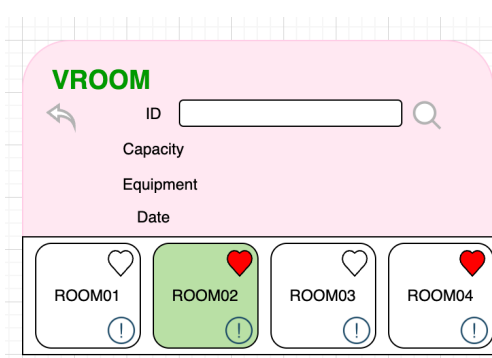 VROOM
ID
Capacity
Equipment
Date
ROOM01 ROOM02 ROOM03 ROOM04
! ! ! !